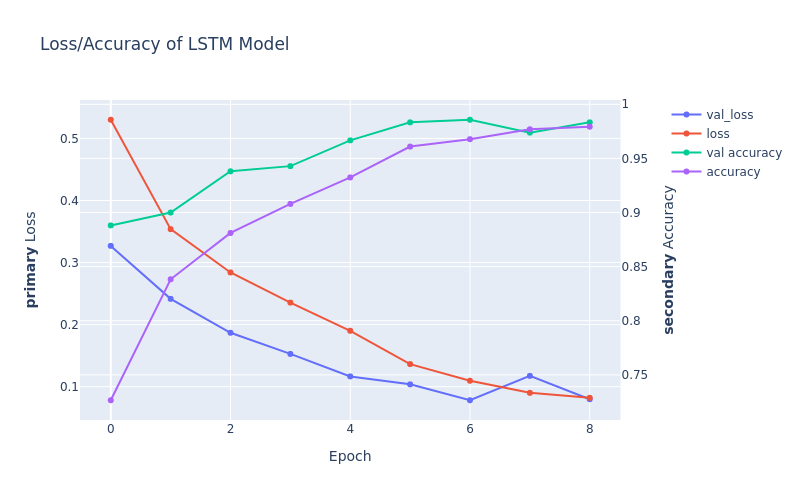 Loss/Accuracy of LSTM Model
0.5
0.4
0.3
0.2
0.1
primary Loss
0
2
4
6
8
Epoch
1
0.95
0.9
0.85
0.8
0.75
secondary Accuracy
val_loss
loss
val accuracy
accuracy